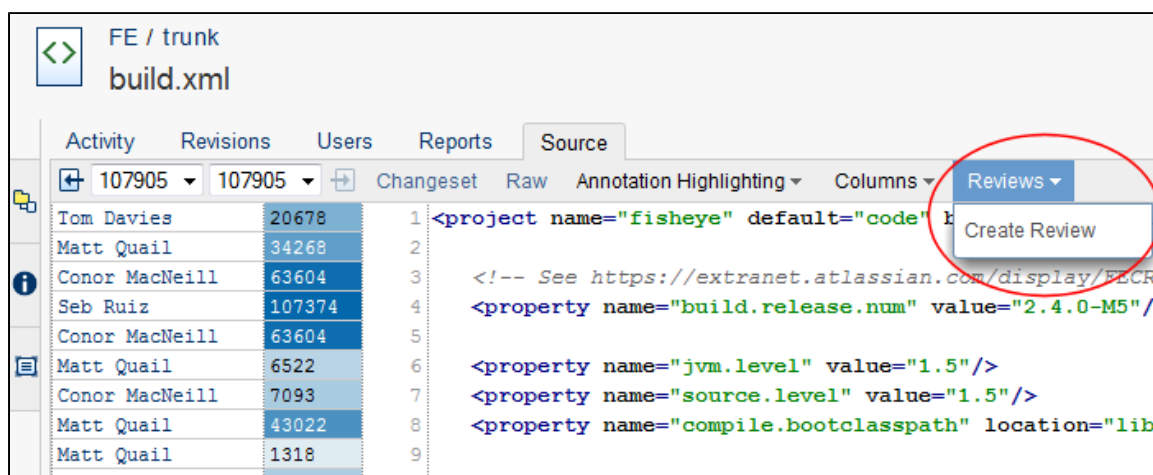 FE / trunk
build.xml
Activity Revisions Users Reports Source
107905 107905 Changeset Raw Annotation Highlighting Columns Reviews
Create Review
Tom Davies 20678 1 <project name="fisheye" default="code" b
Matt Quail 34268 2
Conor MacNeill 63604 3 <!-- See https://extranet.atlassian.com/display/FECR
Seb Ruiz 107374 4 <property name="build.release.num" value="2.4.0-M5"/
Conor MacNeill 63604 5
Matt Quail 6522 6 <property name="jvm.level" value="1.5"/>
Conor MacNeill 7093 7 <property name="source.level" value="1.5"/>
Matt Quail 43022 8 <property name="compile.bootclasspath" location="lib
Matt Quail 1318 9